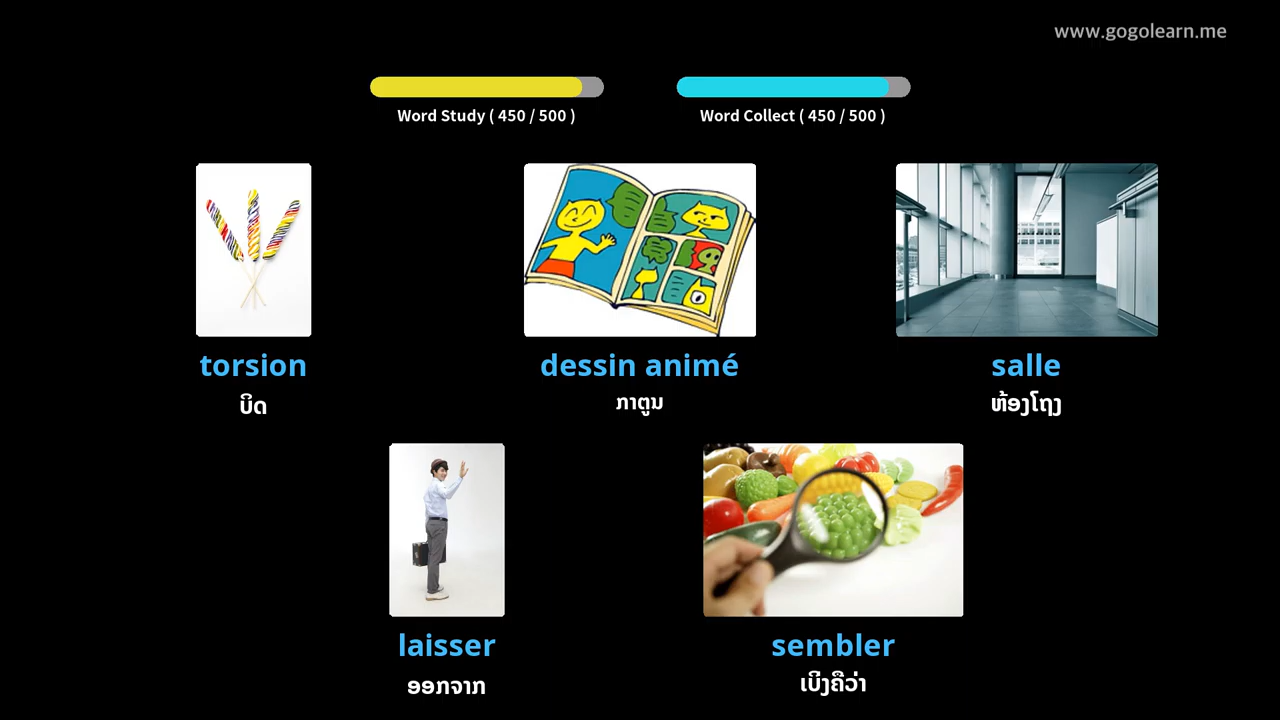 www.gogolearn.me
Word Study ( 450 / 500 )
Word Collect ( 450 / 500 )
torsion
ບິດ
dessin animé
ກາຕູນ
salle
ຫ້ອງໂຖງ
laisser
ອອກຈາກ
sembler
ເບິ່ງຄືວ່າ